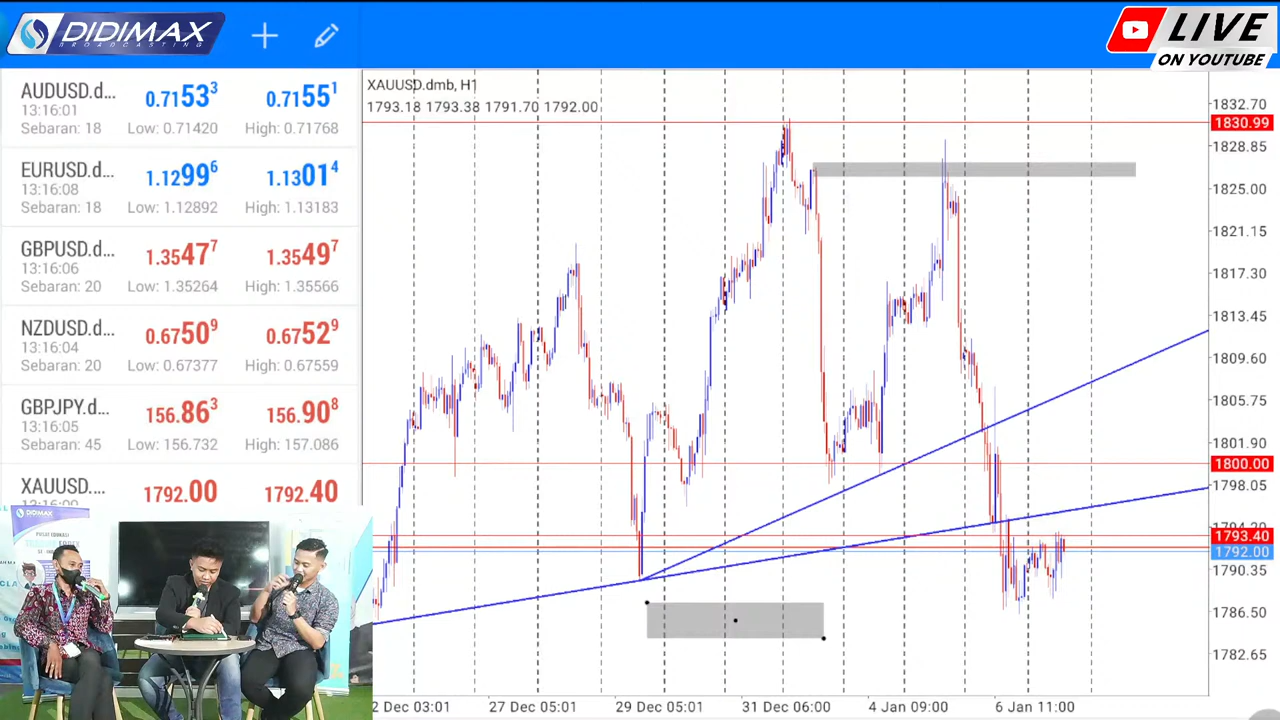 DIDIMAX
BROADCASTING
LIVE
ON YOUTUBE
AUDUSD.d...
13:16:01
Sebaran: 18
0.7153³
Low: 0.71420
0.7155¹
High: 0.71768
EURUSD.d...
13:16:08
Sebaran: 18
1.1299⁶
Low: 1.12892
1.1301⁴
High: 1.13183
GBPUSD.d...
13:16:06
Sebaran: 20
1.3547⁷
Low: 1.35264
1.3549⁷
High: 1.35566
NZDUSD.d...
13:16:04
Sebaran: 20
0.6750⁹
Low: 0.67377
0.6752⁹
High: 0.67559
GBPJPY.d...
13:16:05
Sebaran: 45
156.86³
Low: 156.732
156.90⁸
High: 157.086
XAUUSD....
1792.00
1792.40
XAUUSD.dmb, H1
1793.18 1793.38 1791.70 1792.00
1832.70
1830.99
1828.85
1825.00
1821.15
1817.30
1813.45
1809.60
1805.75
1801.90
1800.00
1798.05
1794.20
1793.40
1792.00
1790.35
1786.50
1782.65
2 Dec 03:01
27 Dec 05:01
29 Dec 05:01
31 Dec 06:00
4 Jan 09:00
6 Jan 11:00
DIDIMAX